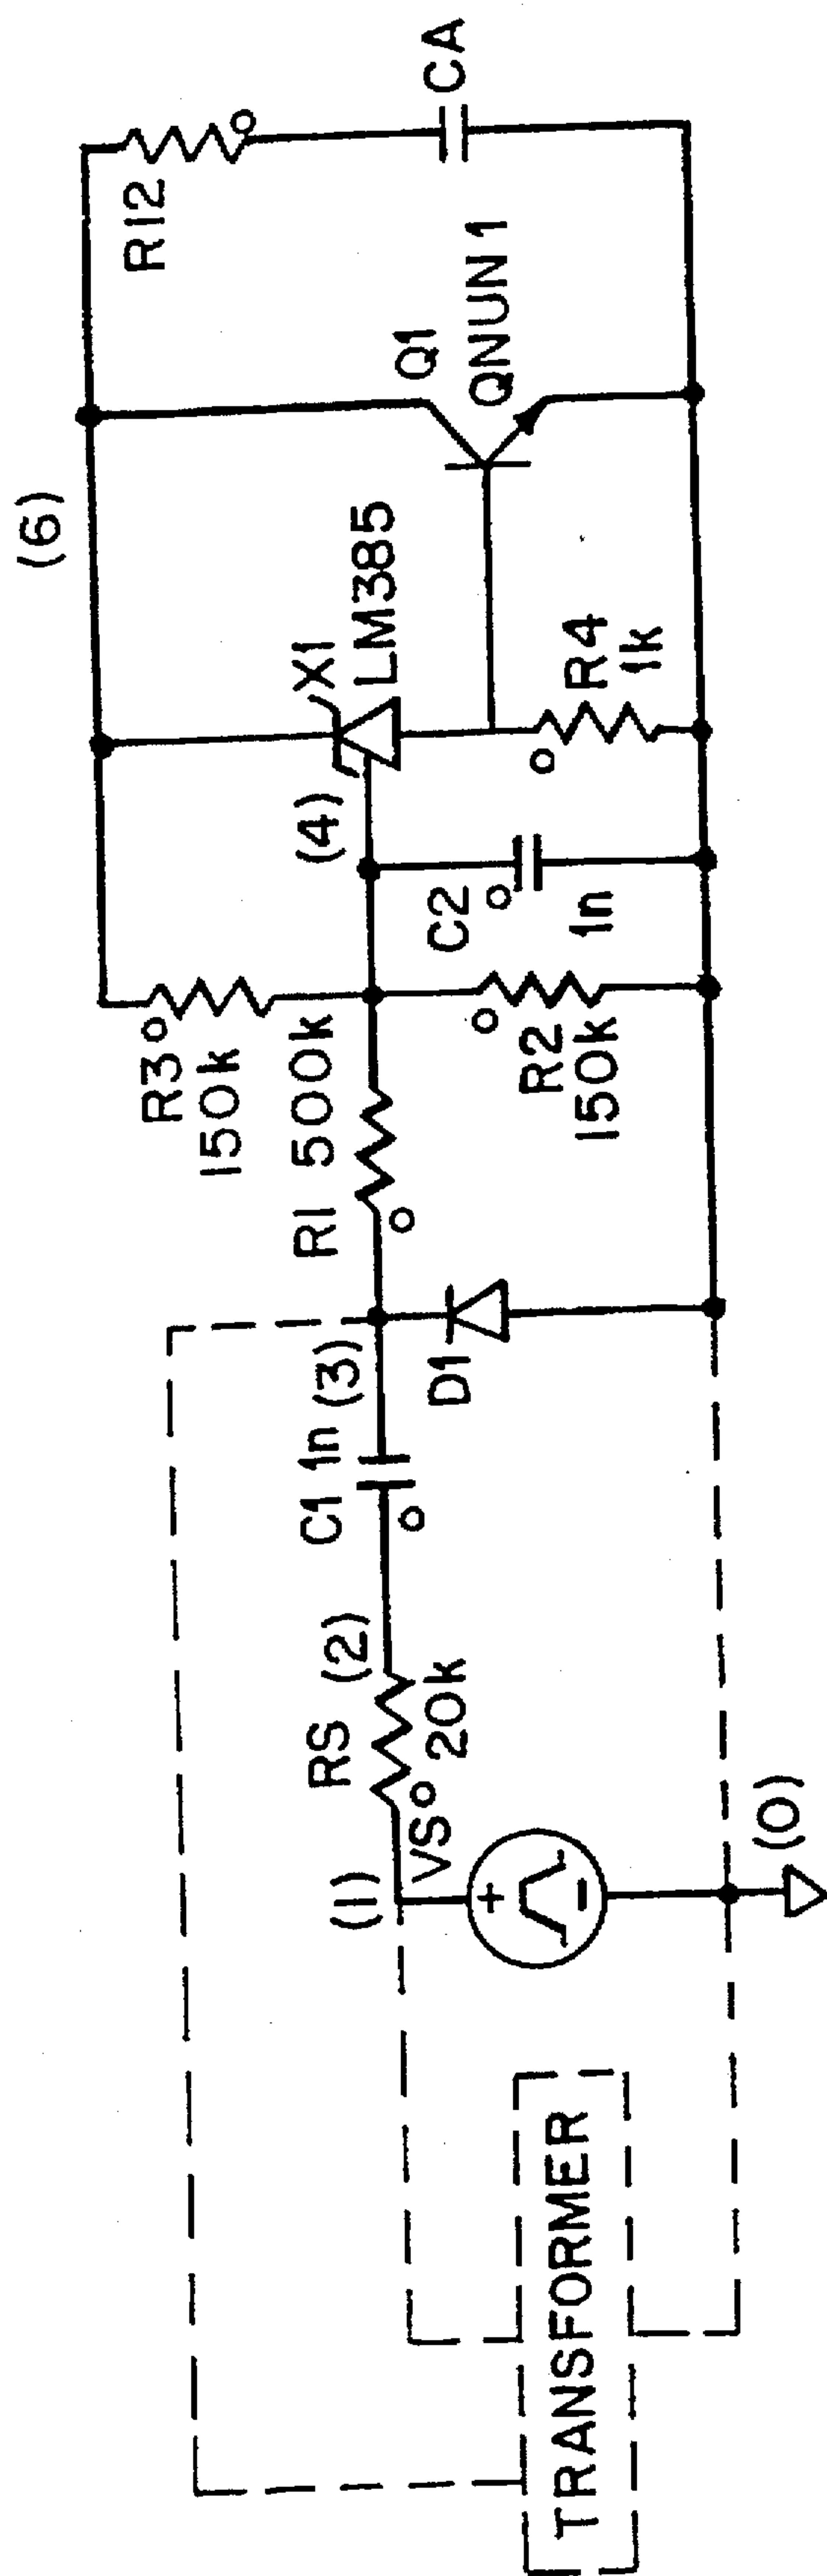 (6)
R12
CA
Q1
QNUN1
X1
LM385
(4)
R3
150k
R1 500k
C2
1n
R4
1k
R2
150k
(3)
D1
C1 1n
(2)
RS
20k
(1)
VS
+
(0)
TRANSFORMER